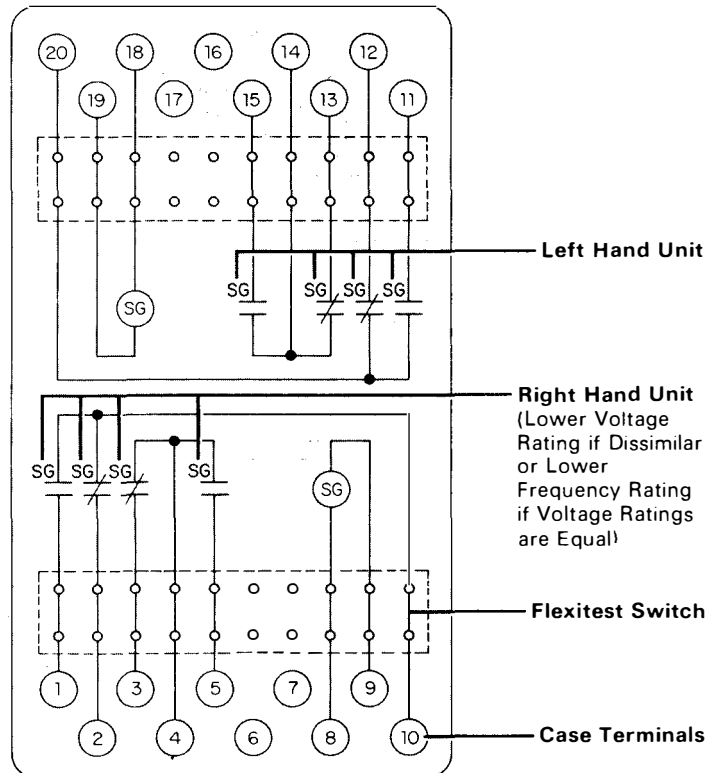 20 18 16 14 12
19 17 15 13 11
Left Hand Unit
SG SG SG SG
SG
Right Hand Unit
(Lower Voltage
Rating if Dissimilar
or Lower
Frequency Rating
if Voltage Ratings
are Equal)
SG SG SG SG
SG
Flexitest Switch
1 3 5 7 9
2 4 6 8 10
Case Terminals